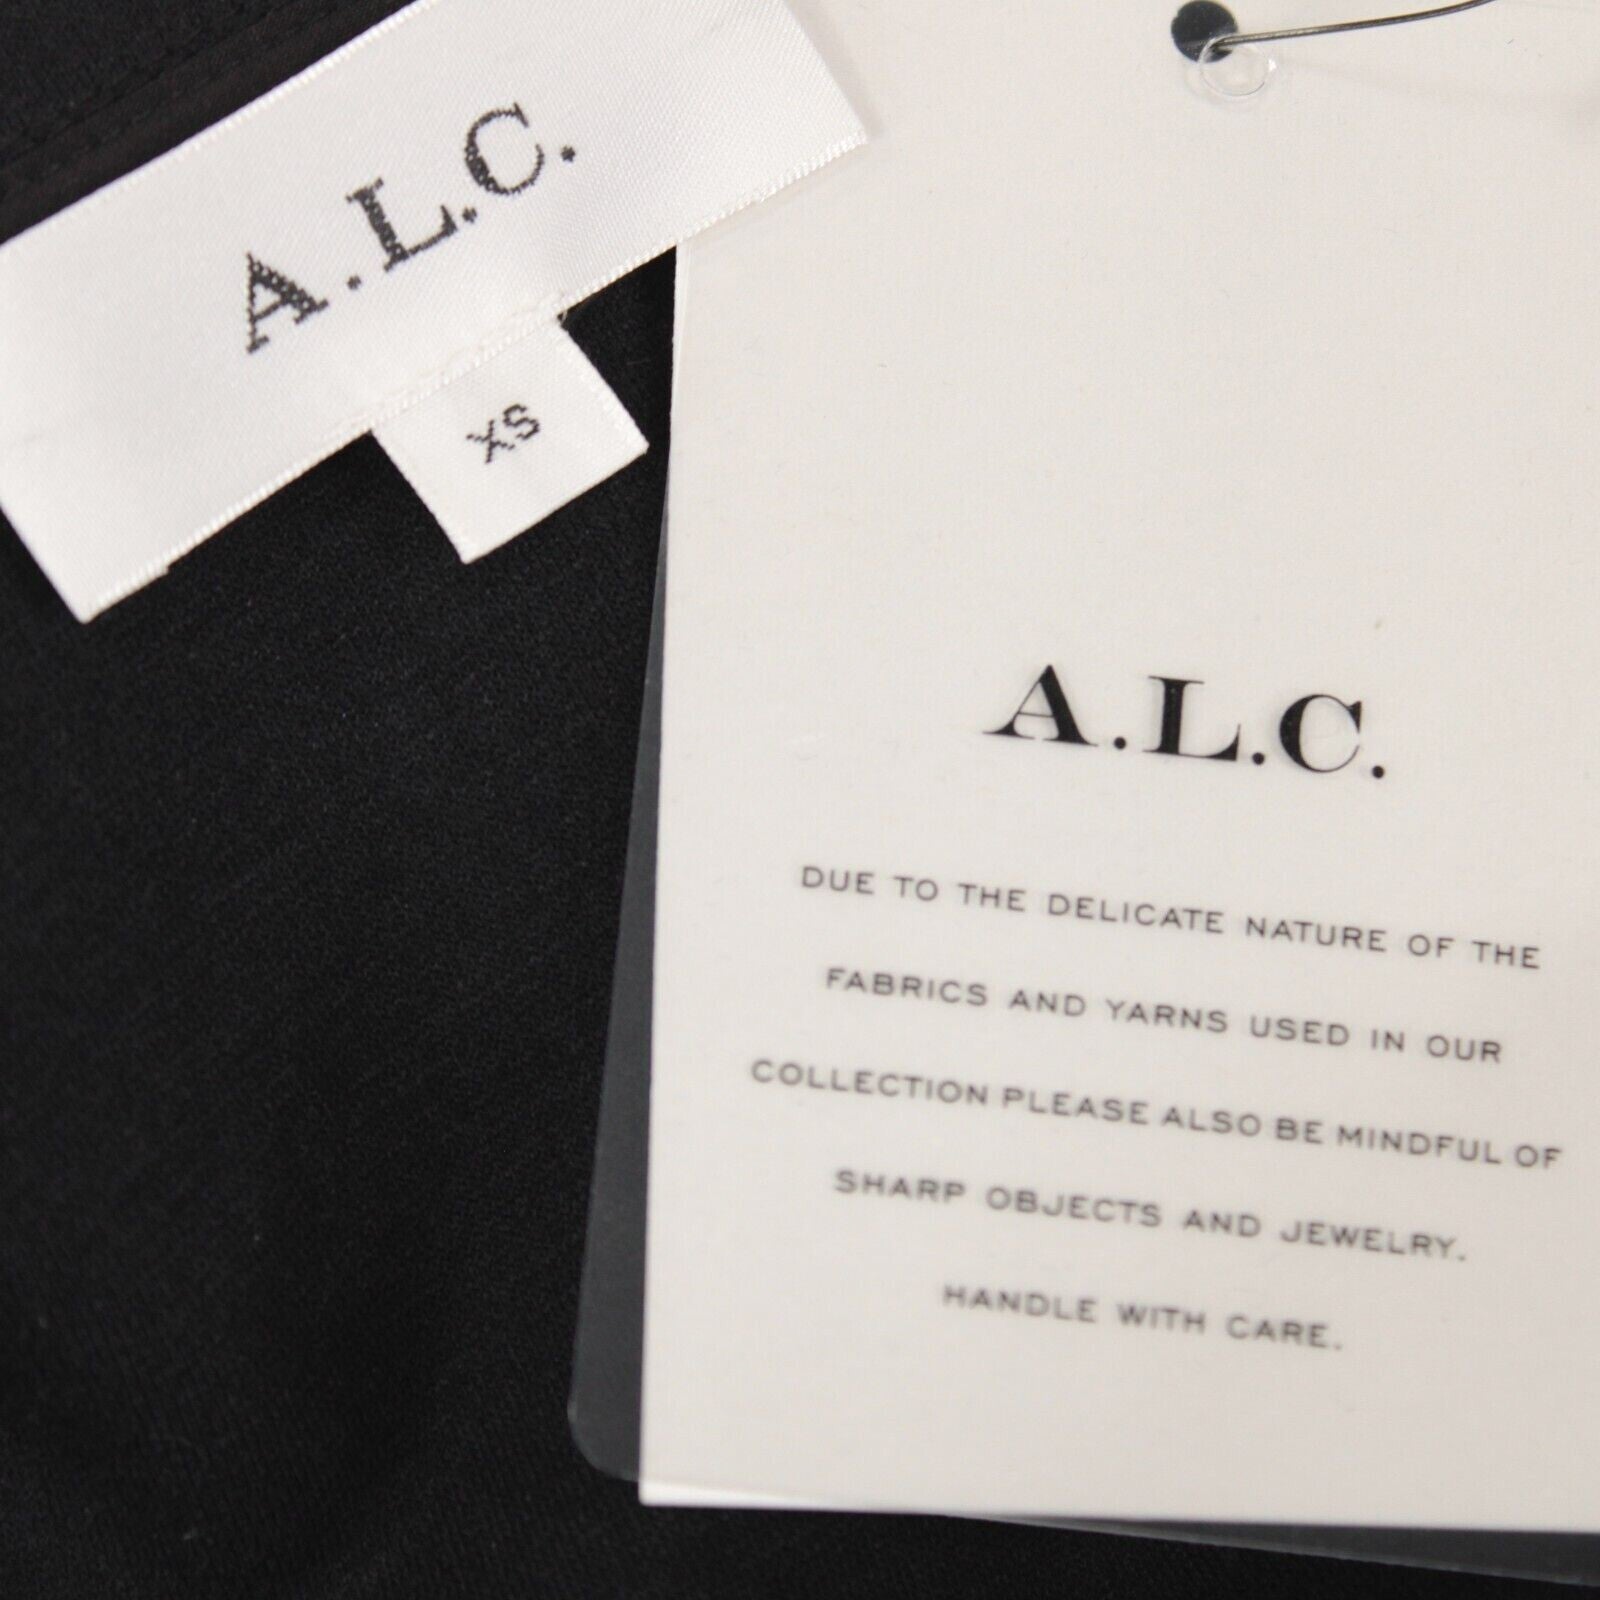 A.L.C.
XS
A.L.C.
DUE TO THE DELICATE NATURE OF THE
FABRICS AND YARNS USED IN OUR
COLLECTION PLEASE ALSO BE MINDFUL OF
SHARP OBJECTS AND JEWELRY.
HANDLE WITH CARE.